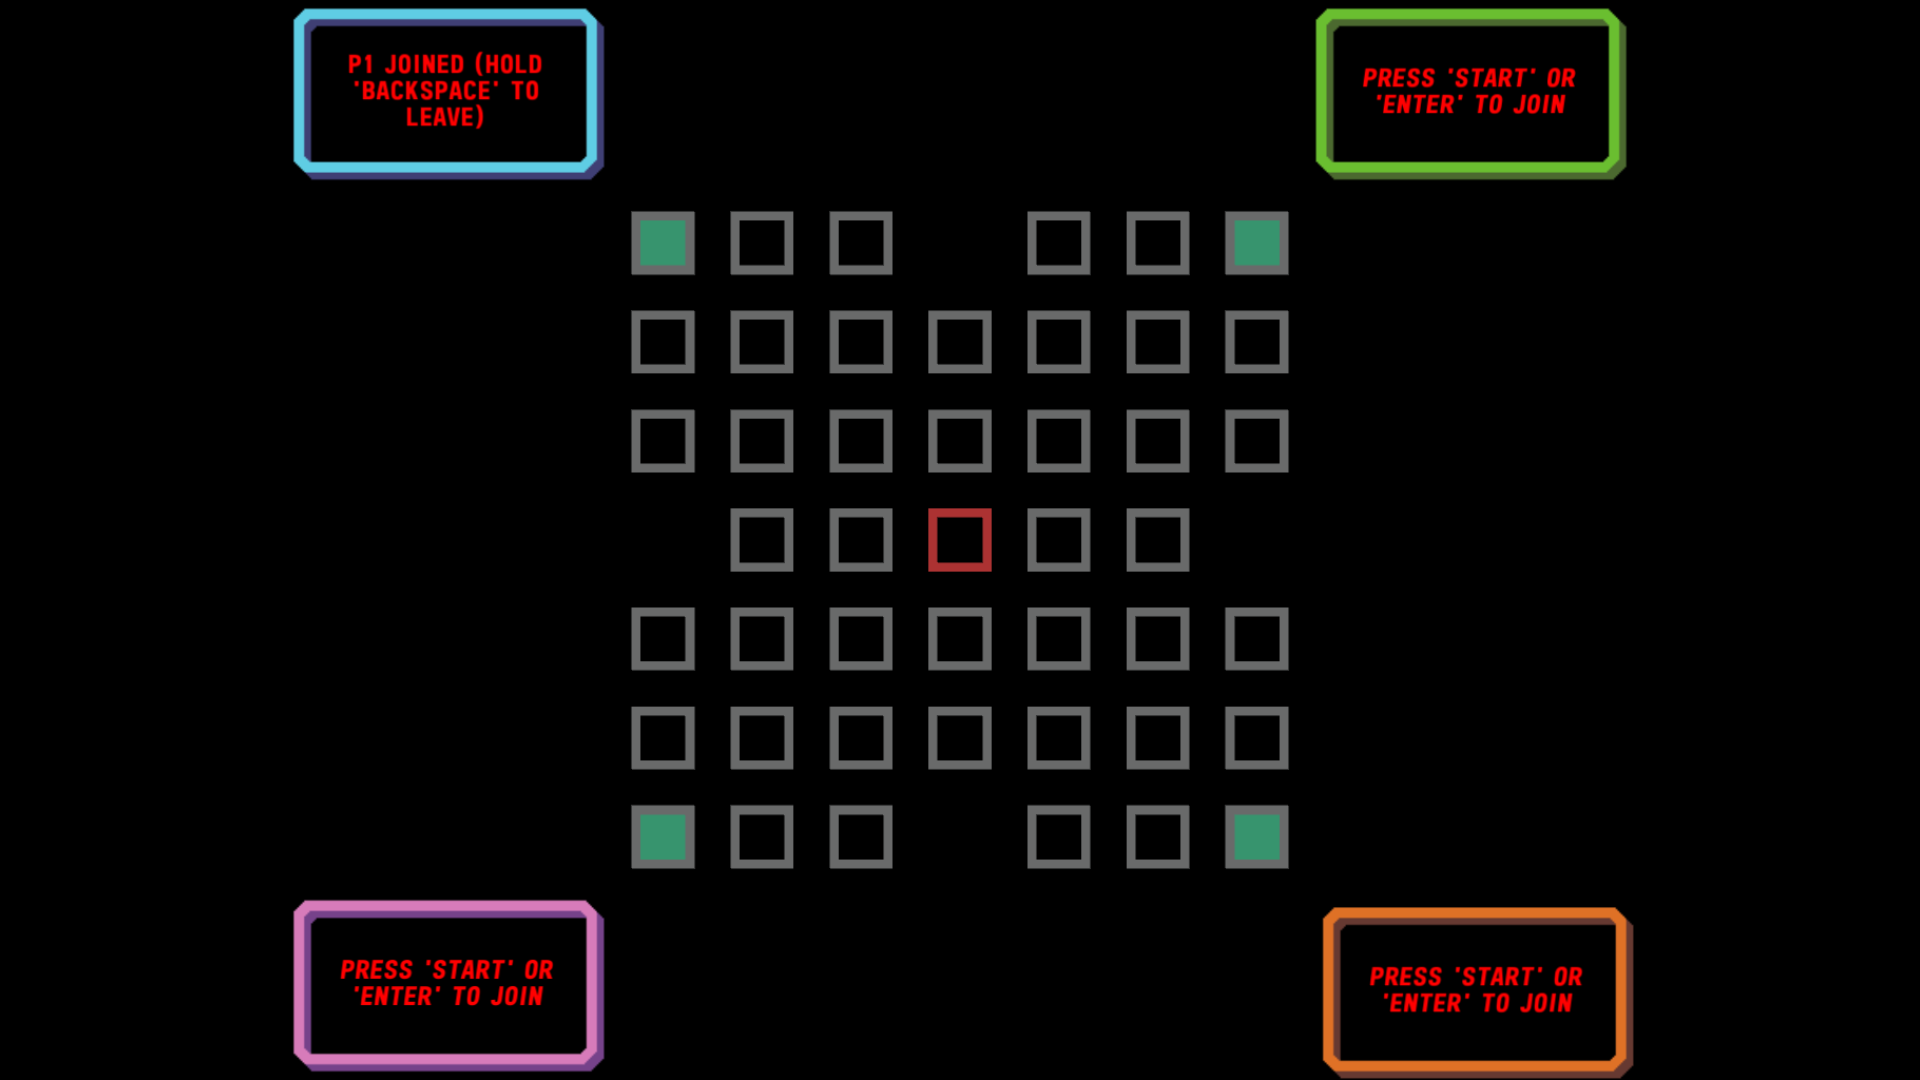 P1 JOINED (HOLD
'BACKSPACE' TO
LEAVE)
PRESS 'START' OR
'ENTER' TO JOIN
PRESS 'START' OR
'ENTER' TO JOIN
PRESS 'START' OR
'ENTER' TO JOIN